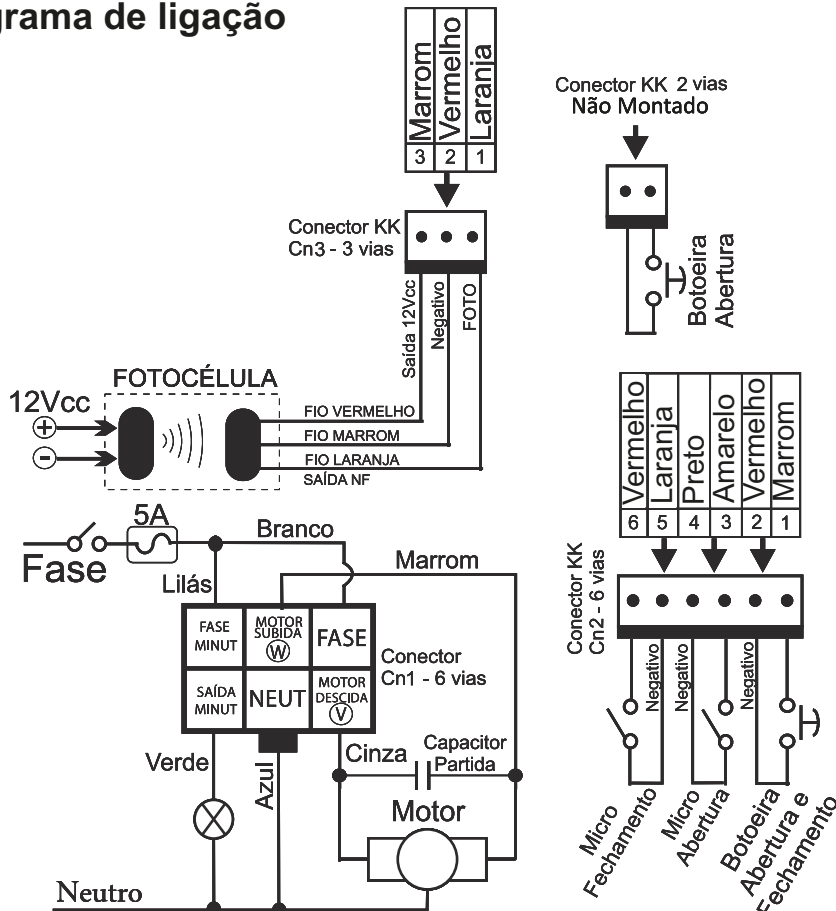 grama de ligação
Marrom
Vermelho
Laranja
3 2 1
Conector KK 2 vias
Não Montado
Conector KK
Cn3 - 3 vias
Botoeira
Abertura
Saída 12Vcc
Negativo
FOTO
FOTOCÉLULA
12Vcc
+
-
FIO VERMELHO
FIO MARROM
FIO LARANJA
SAÍDA NF
Vermelho
Laranja
Preto
Amarelo
Vermelho
Marrom
6 5 4 3 2 1
5A
Branco
Fase
Lilás
Marrom
Conector KK
Cn2 - 6 vias
FASE
MINUT
MOTOR
SUBIDA
W
FASE
Conector
Cn1 - 6 vias
SAÍDA
MINUT
NEUT
MOTOR
DESCIDA
V
Negativo
Negativo
Negativo
Verde
Azul
Cinza
Capacitor
Partida
Motor
Micro
Fechamento
Micro
Abertura
Botoeira
Abertura e
Fechamento
Neutro